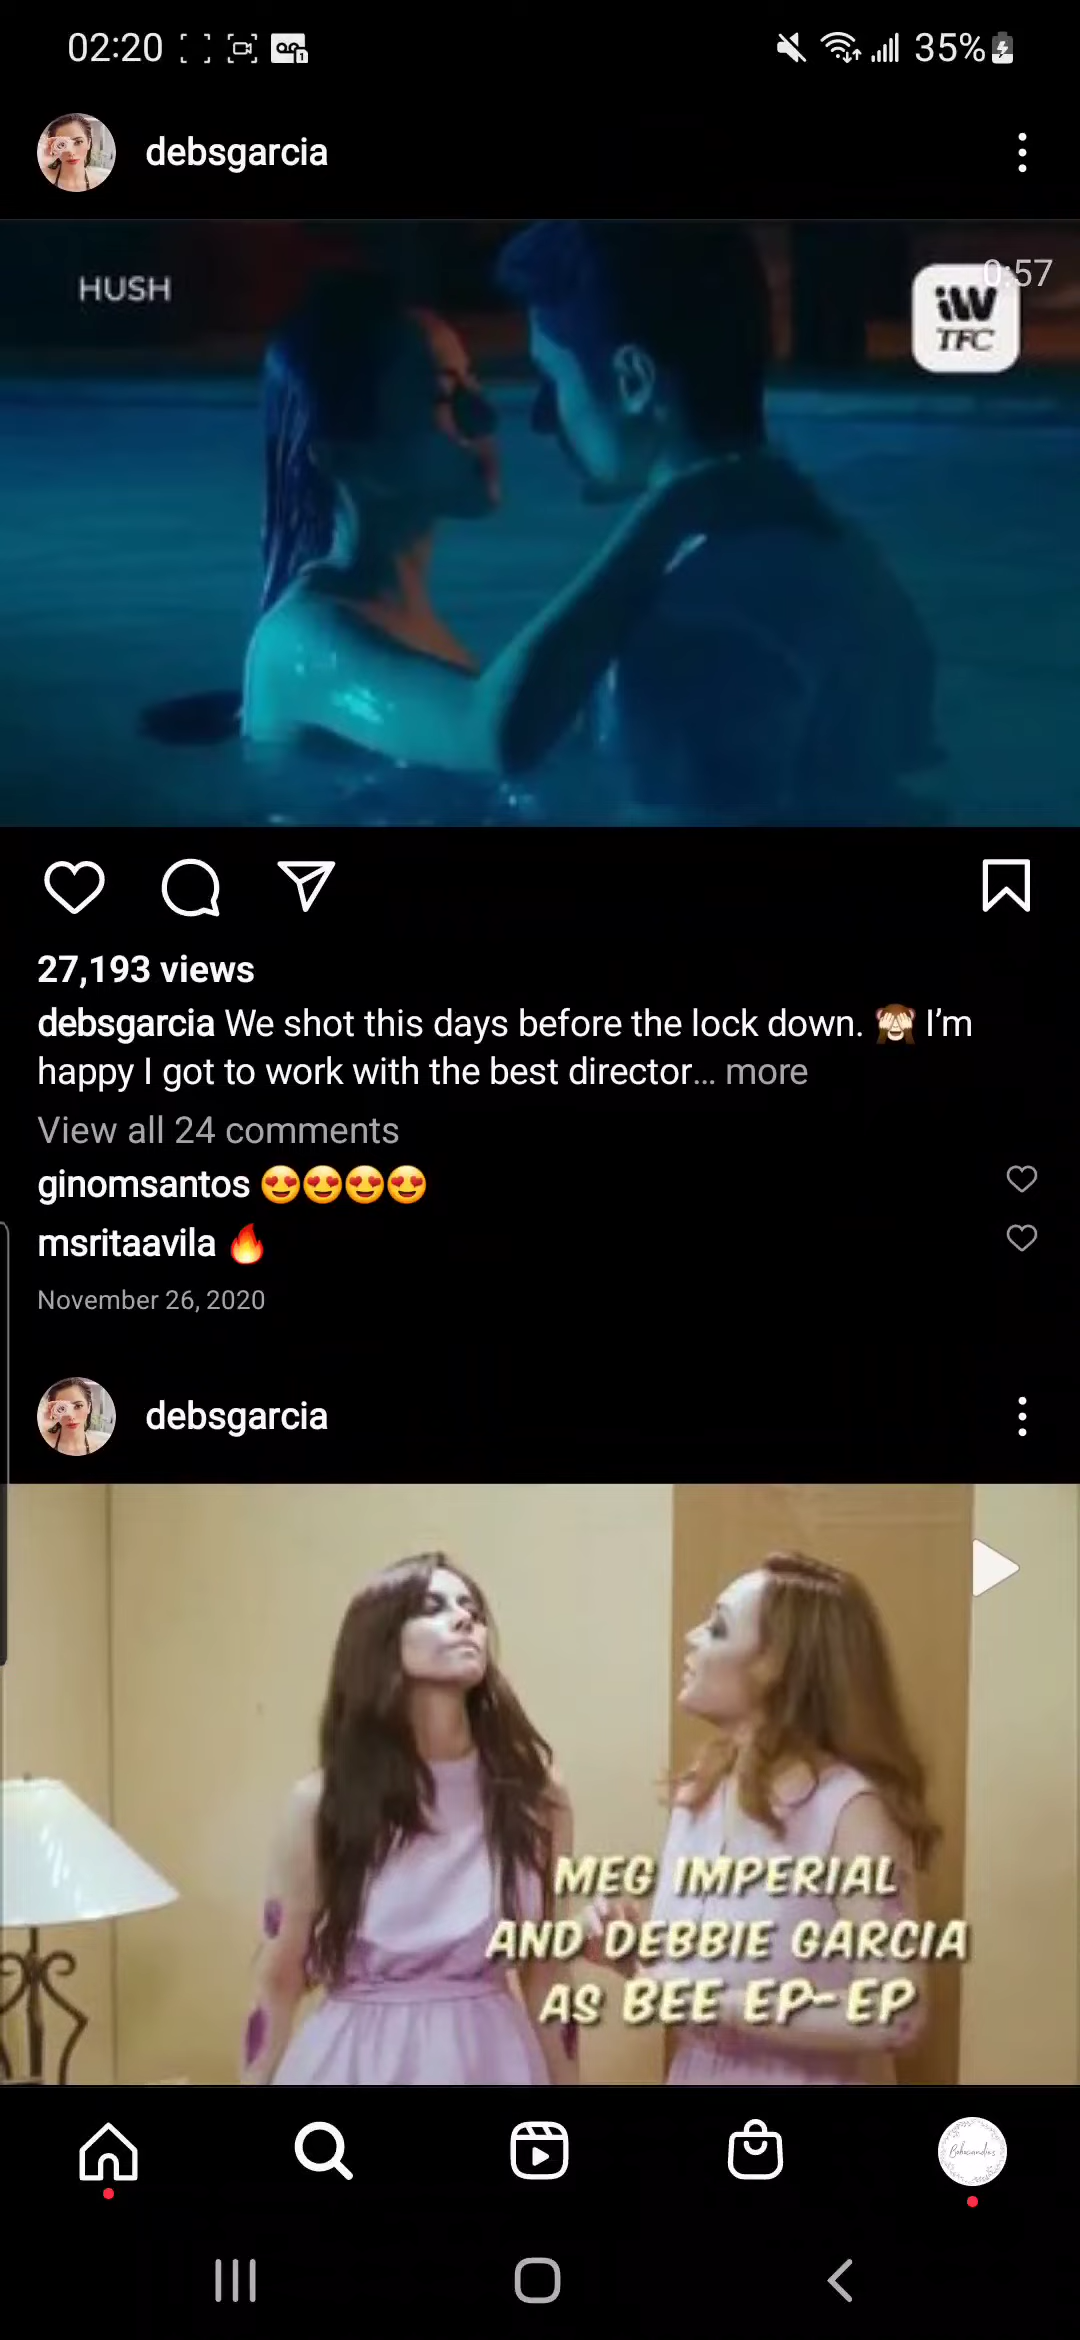 02:20
35%
debsgarcia
HUSH
0:57
iW
TFC
27,193 views
debsgarcia We shot this days before the lock down. 🙈 I'm
happy I got to work with the best director... more
View all 24 comments
ginomsantos 😍😍😍😍
msritaavila 🔥
November 26, 2020
debsgarcia
MEG IMPERIAL
AND DEBBIE GARCIA
AS BEE EP-EP